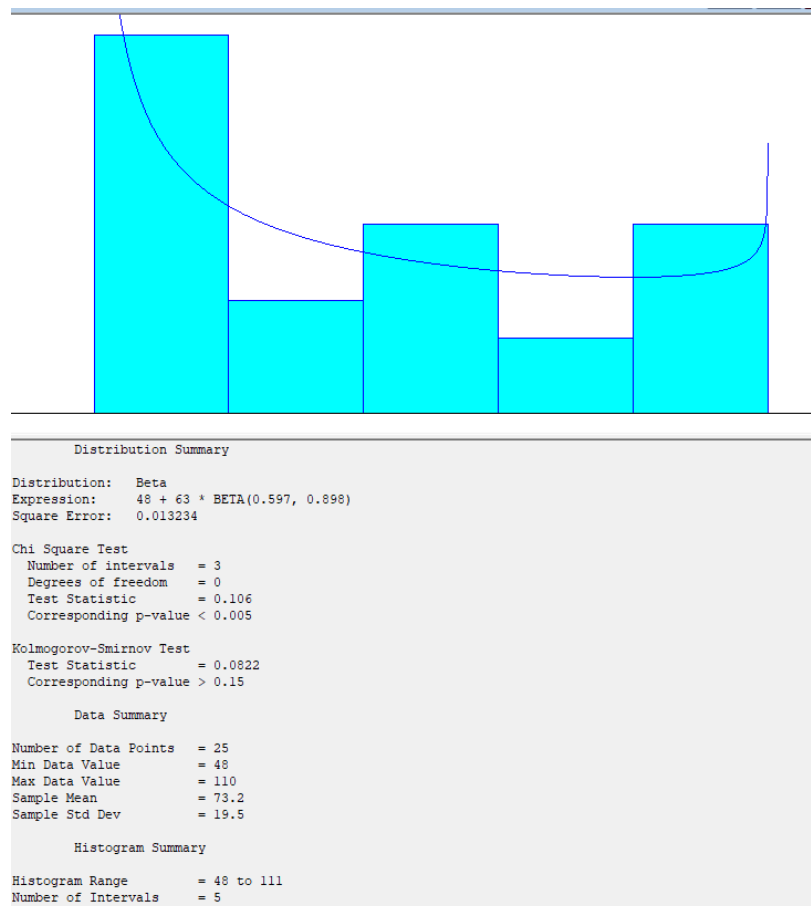 Distribution Summary
Distribution: Beta
Expression: 48 + 63 * BETA(0.597, 0.898)
Square Error: 0.013234
Chi Square Test
Number of intervals = 3
Degrees of freedom = 0
Test Statistic = 0.106
Corresponding p-value < 0.005
Kolmogorov-Smirnov Test
Test Statistic = 0.0822
Corresponding p-value > 0.15
Data Summary
Number of Data Points = 25
Min Data Value = 48
Max Data Value = 110
Sample Mean = 73.2
Sample Std Dev = 19.5
Histogram Summary
Histogram Range = 48 to 111
Number of Intervals = 5